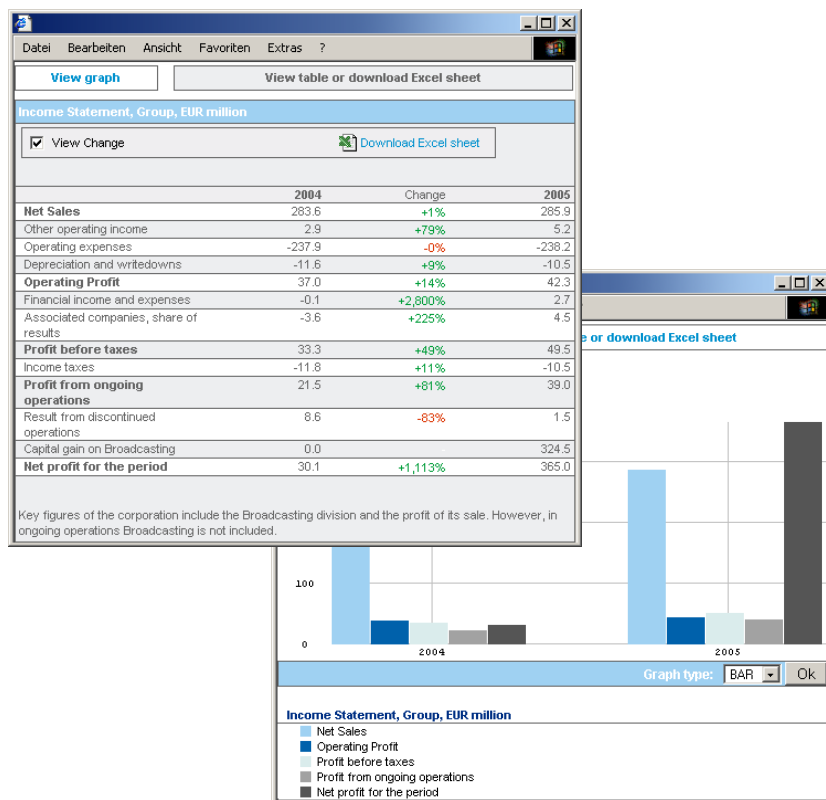 Datei Bearbeiten Ansicht Favoriten Extras ?
View graph View table or download Excel sheet
Income Statement, Group, EUR million
View Change Download Excel sheet
2004 Change 2005
Net Sales 283.6 +1% 285.9
Other operating income 2.9 +79% 5.2
Operating expenses -237.9 -0% -238.2
Depreciation and writedowns -11.6 +9% -10.5
Operating Profit 37.0 +14% 42.3
Financial income and expenses -0.1 +2,800% 2.7
Associated companies, share of -3.6 +225% 4.5
results
Profit before taxes 33.3 +49% 49.5
Income taxes -11.8 +11% -10.5
Profit from ongoing 21.5 +81% 39.0
operations
Result from discontinued 8.6 -83% 1.5
operations
Capital gain on Broadcasting 0.0 - 324.5
Net profit for the period 30.1 +1,113% 365.0
Key figures of the corporation include the Broadcasting division and the profit of its sale. However, in
ongoing operations Broadcasting is not included.
or download Excel sheet
100
0
2004 2005
Graph type: BAR Ok
Income Statement, Group, EUR million
Net Sales
Operating Profit
Profit before taxes
Profit from ongoing operations
Net profit for the period